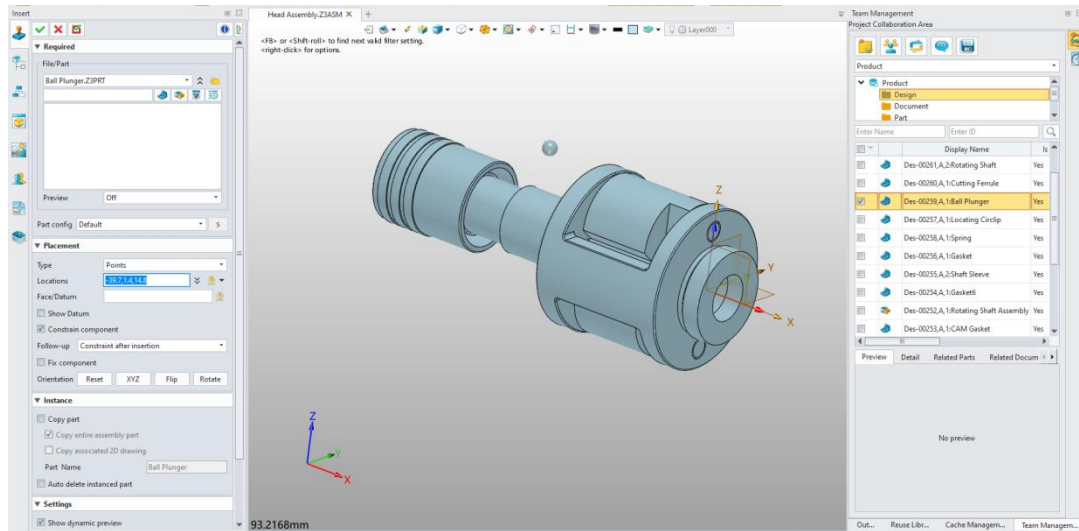 Insert
Required
File/Part
Ball Plunger.Z3PRT
Preview Off
Part config Default S
Placement
Type Points
Locations -39.7,1.4,14.8
Face/Datum
Show Datum
Constrain component
Follow-up Constraint after insertion
Fix component
Orientation Reset XYZ Flip Rotate
Instance
Copy part
Copy entire assembly part
Copy associated 2D drawing
Part Name Ball Plunger
Auto delete instanced part
Settings
Show dynamic preview
Head Assembly.Z3ASM
<F8> or <Shift-roll> to find next valid filter setting.
<right-click> for options.
Layer000
Z
Y
X
Z
Y
X
93.2168mm
Team Management
Project Collaboration Area
Product
Product
Design
Document
Part
Enter Name Enter ID
Display Name Is
Des-00261,A,2:Rotating Shaft Yes
Des-00260,A,1:Cutting Ferrule Yes
Des-00259,A,1:Ball Plunger Yes
Des-00257,A,1:Locating Circlip Yes
Des-00258,A,1:Spring Yes
Des-00256,A,1:Gasket Yes
Des-00255,A,2:Shaft Sleeve Yes
Des-00254,A,1:Gasket6 Yes
Des-00252,A,1:Rotating Shaft Assembly Yes
Des-00253,A,1:CAM Gasket Yes
Preview Detail Related Parts Related Docum
No preview
Out... Reuse Libr... Cache Managem... Team Managem...